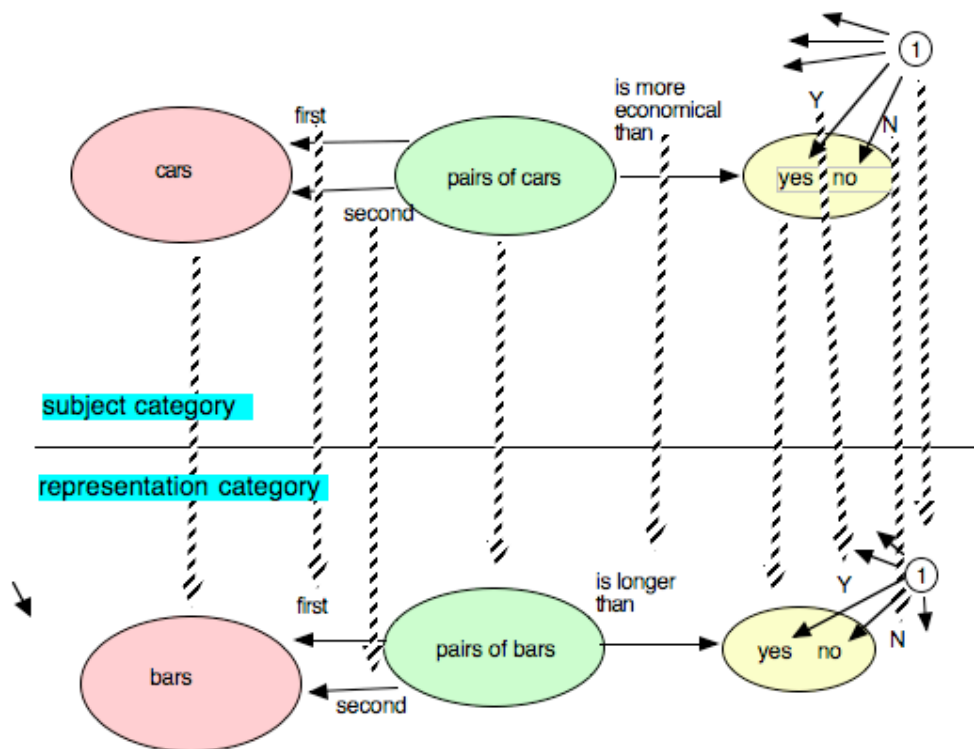 1
is more
economical
than
Y
first
N
cars
pairs of cars
yes no
second
subject category
representation category
1
is longer
than
Y
first
N
pairs of bars
yes no
bars
second